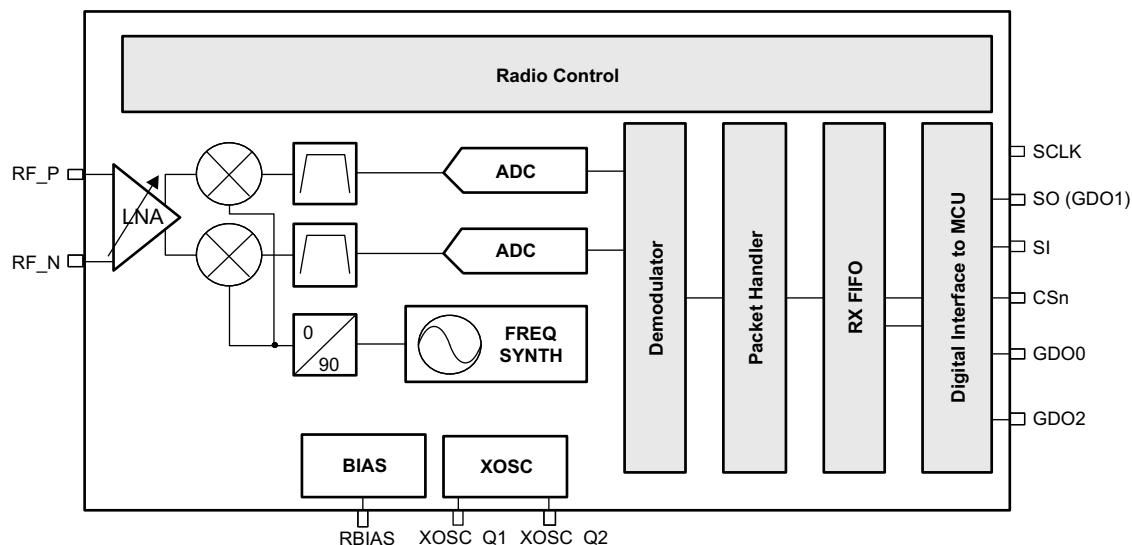 Radio Control
RF_P
RF_N
LNA
ADC
ADC
0
90
FREQ
SYNTH
Demodulator
Packet Handler
RX FIFO
Digital Interface to MCU
SCLK
SO (GDO1)
SI
CSn
GDO0
GDO2
BIAS
XOSC
RBIAS
XOSC_Q1
XOSC_Q2